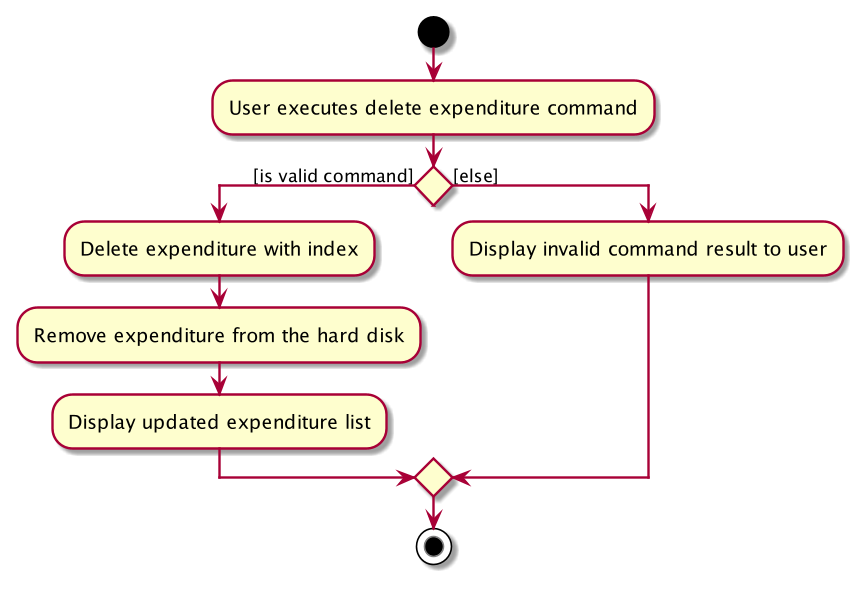 User executes delete expenditure command
[is valid command]
[else]
Delete expenditure with index
Display invalid command result to user
Remove expenditure from the hard disk
Display updated expenditure list